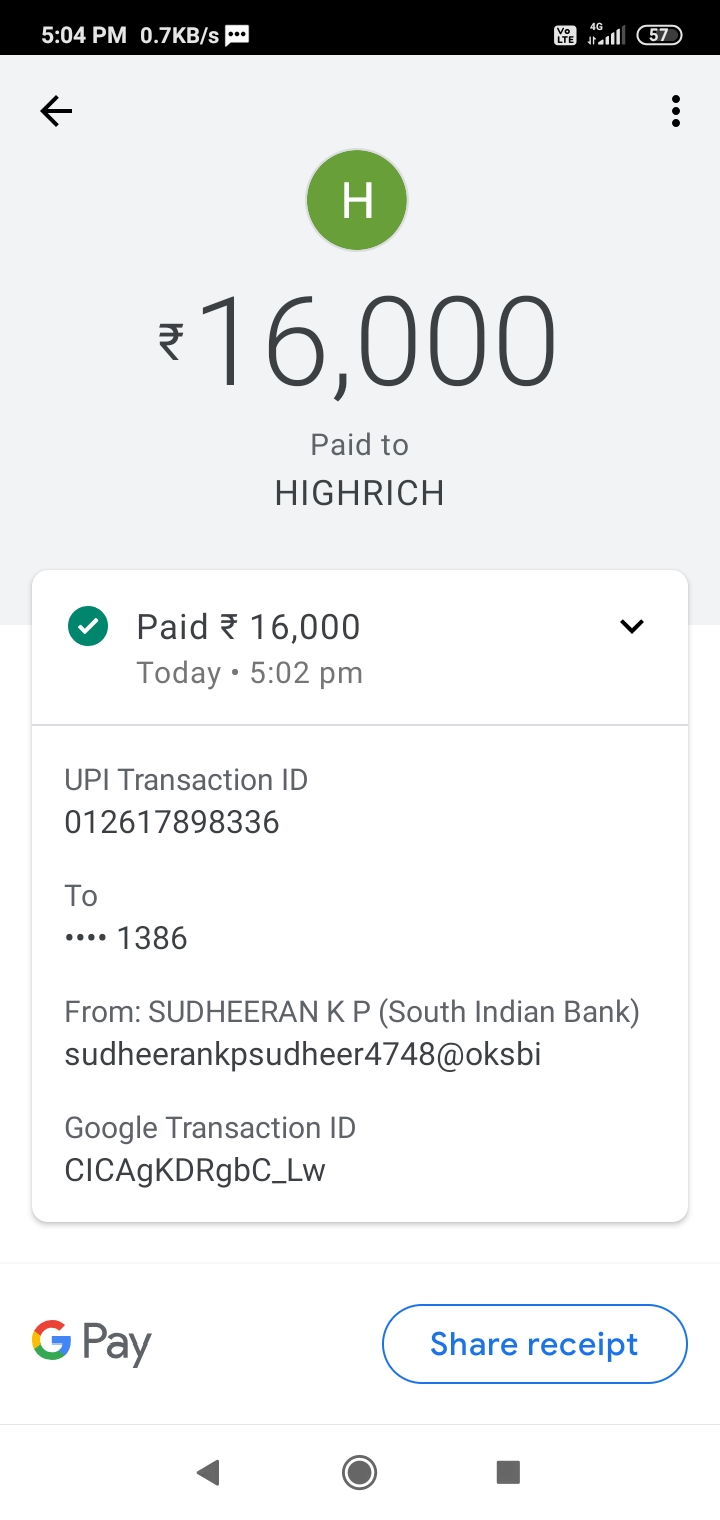 5:04 PM 0.7KB/s
Vo LTE 4G 57
H
₹16,000
Paid to
HIGHRICH
Paid ₹ 16,000
Today • 5:02 pm
UPI Transaction ID
012617898336
To
•••• 1386
From: SUDHEERAN K P (South Indian Bank)
sudheerankpsudheer4748@oksbi
Google Transaction ID
CICAgKDRgbC_Lw
G Pay
Share receipt